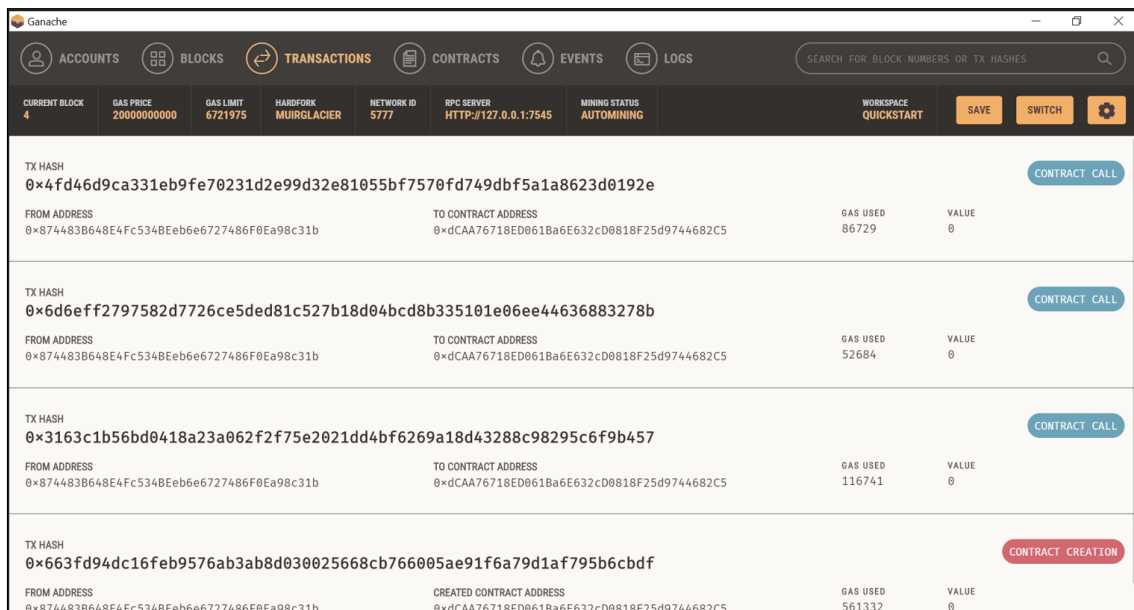 Ganache
ACCOUNTS BLOCKS TRANSACTIONS CONTRACTS EVENTS LOGS SEARCH FOR BLOCK NUMBERS OR TX HASHES
CURRENT BLOCK GAS PRICE GAS LIMIT HARDFORK NETWORK ID RPC SERVER MINING STATUS WORKSPACE
4 20000000000 6721975 MUIRGLACIER 5777 HTTP://127.0.0.1:7545 AUTOMINING QUICKSTART SAVE SWITCH
TX HASH
0×4fd46d9ca331eb9fe70231d2e99d32e81055bf7570fd749dbf5a1a8623d0192e CONTRACT CALL
FROM ADDRESS TO CONTRACT ADDRESS GAS USED VALUE
0×874483B648E4Fc534BEeb6e6727486F0Ea98c31b 0×dCAA76718ED061Ba6E632cD0818F25d9744682C5 86729 0
TX HASH
0×6d6eff2797582d7726ce5ded81c527b18d04bcd8b335101e06ee44636883278b CONTRACT CALL
FROM ADDRESS TO CONTRACT ADDRESS GAS USED VALUE
0×874483B648E4Fc534BEeb6e6727486F0Ea98c31b 0×dCAA76718ED061Ba6E632cD0818F25d9744682C5 52684 0
TX HASH
0×3163c1b56bd0418a23a062f2f75e2021dd4bf6269a18d43288c98295c6f9b457 CONTRACT CALL
FROM ADDRESS TO CONTRACT ADDRESS GAS USED VALUE
0×874483B648E4Fc534BEeb6e6727486F0Ea98c31b 0×dCAA76718ED061Ba6E632cD0818F25d9744682C5 116741 0
TX HASH
0×663fd94dc16feb9576ab3ab8d030025668cb766005ae91f6a79d1af795b6cbdf CONTRACT CREATION
FROM ADDRESS CREATED CONTRACT ADDRESS GAS USED VALUE
0×874483B648E4Fc534BEeb6e6727486F0Ea98c31b 0×dCAA76718ED061Ba6E632cD0818F25d9744682C5 561332 0